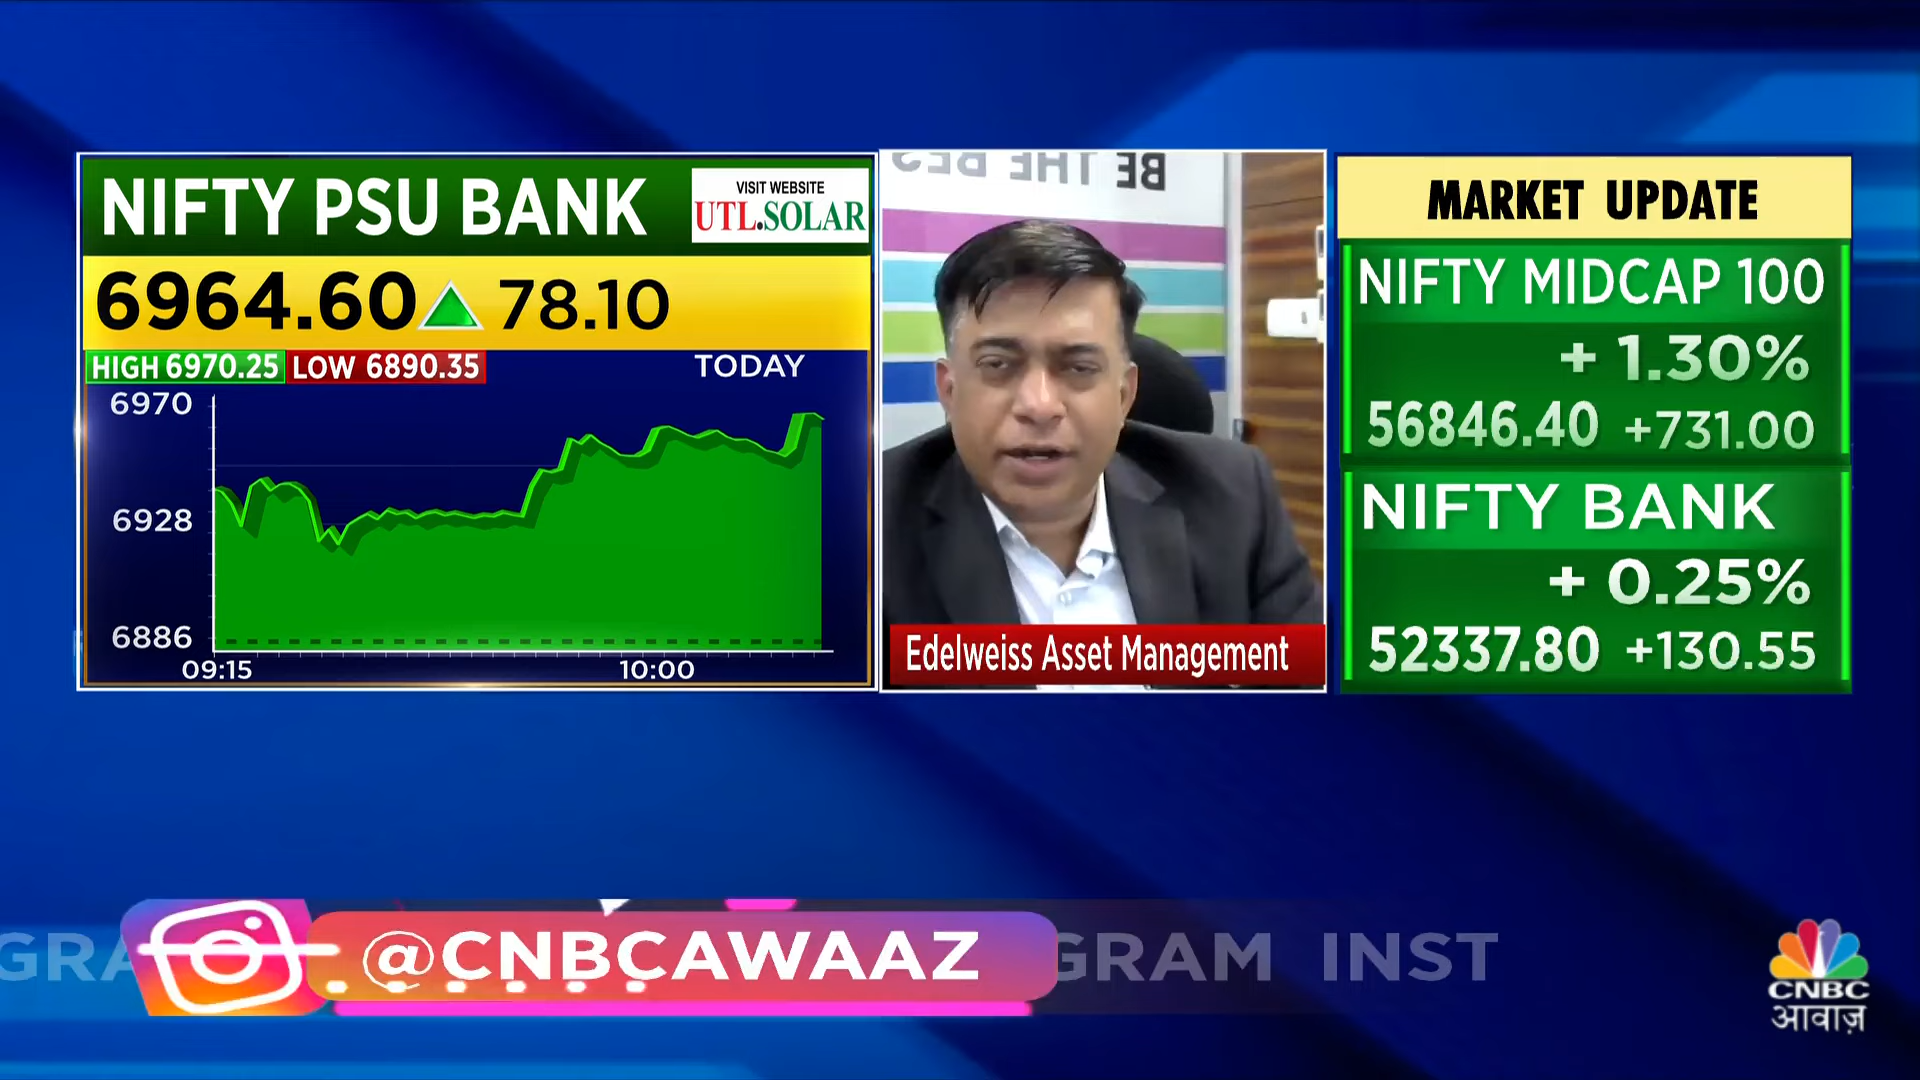 NIFTY PSU BANK
VISIT WEBSITE
UTL.SOLAR
6964.60 78.10
HIGH 6970.25 LOW 6890.35 TODAY
6970
6928
6886
09:15 10:00
BE THE BES
Edelweiss Asset Management
MARKET UPDATE
NIFTY MIDCAP 100
+ 1.30%
56846.40 +731.00
NIFTY BANK
+ 0.25%
52337.80 +130.55
GRA @CNBCAWAAZ GRAM INST
CNBC
आवाज़